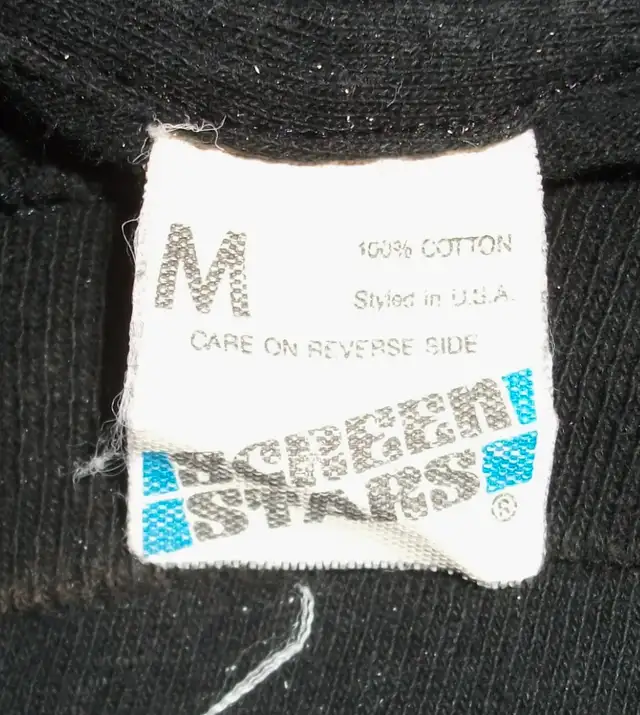 M
100% COTTON
Styled in U.S.A.
CARE ON REVERSE SIDE
SCREEN
STARS
®